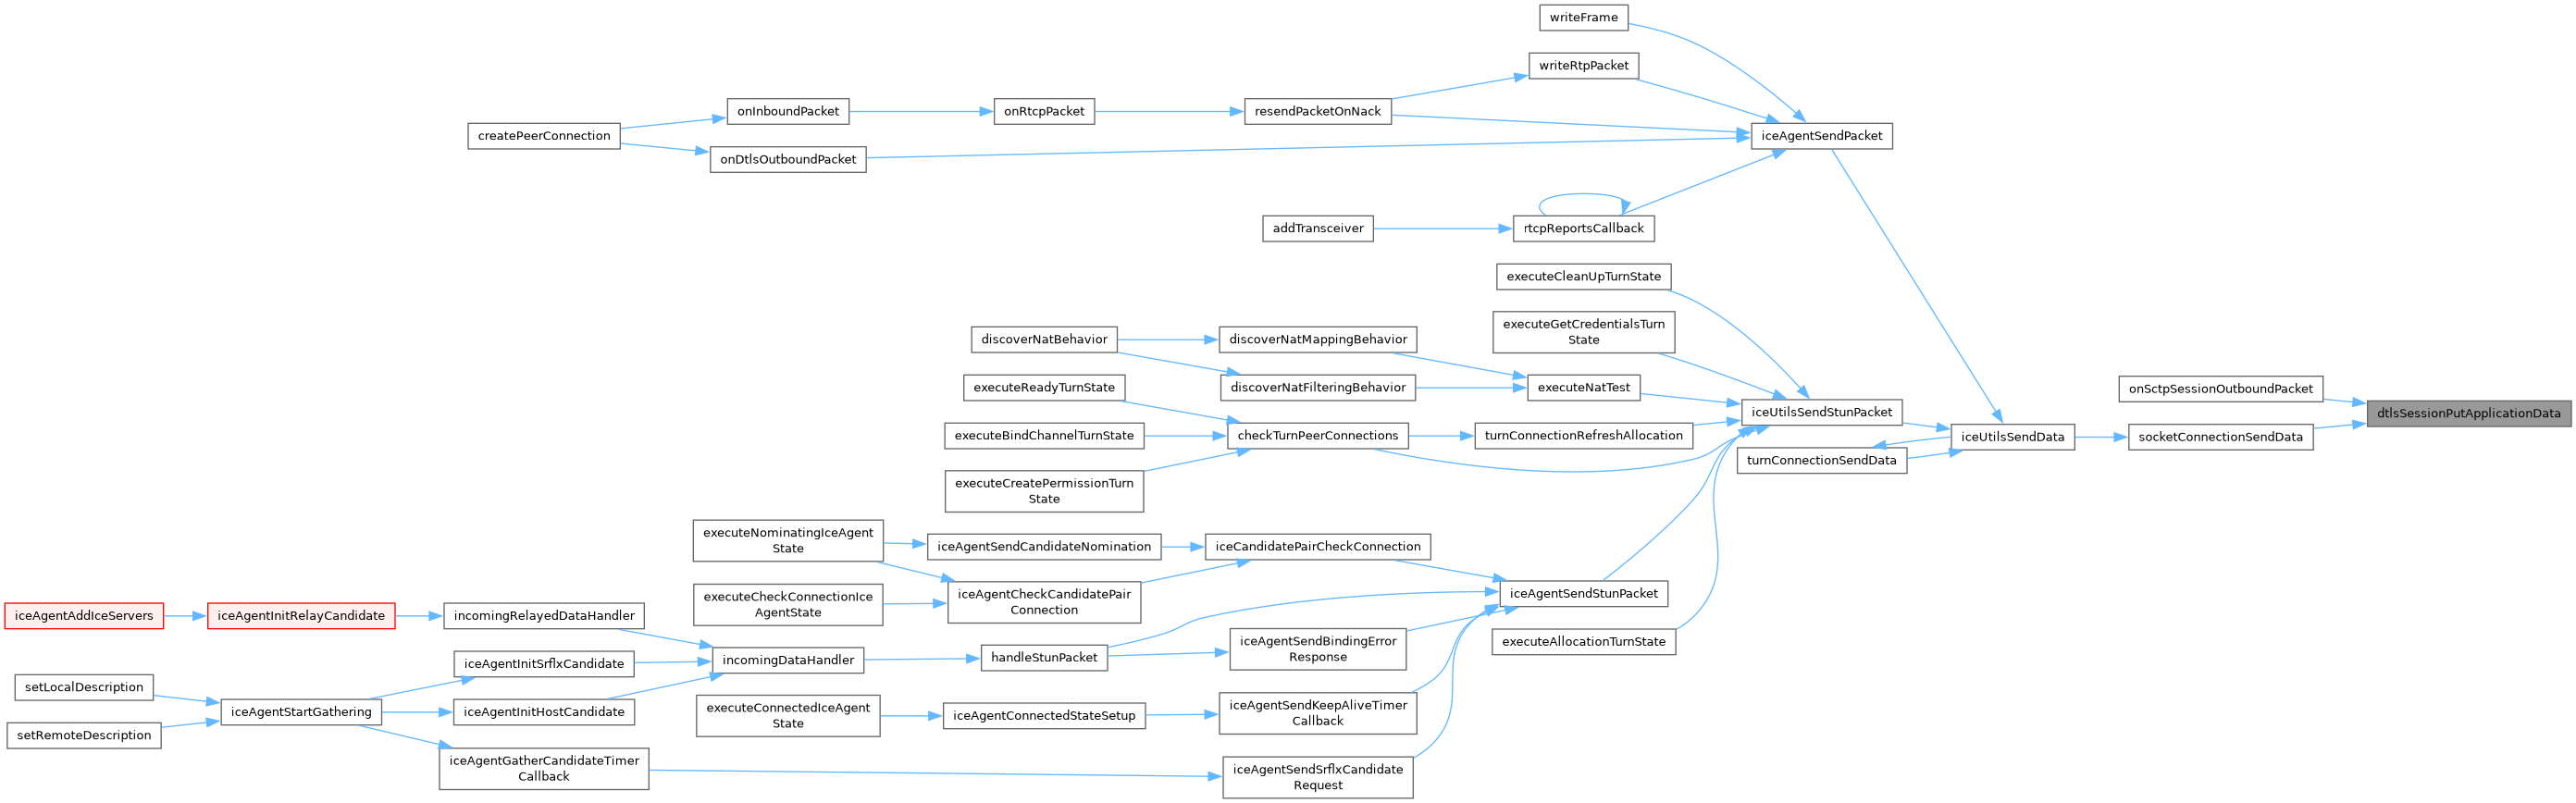 writeFrame
writeRtpPacket
onInboundPacket
onRtcpPacket
resendPacketOnNack
createPeerConnection
iceAgentSendPacket
onDtlsOutboundPacket
addTransceiver
rtcpReportsCallback
executeCleanUpTurnState
executeGetCredentialsTurn
State
discoverNatBehavior
discoverNatMappingBehavior
executeReadyTurnState
discoverNatFilteringBehavior
executeNatTest
onSctpSessionOutboundPacket
iceUtilsSendStunPacket
dtlsSessionPutApplicationData
executeBindChannelTurnState
checkTurnPeerConnections
turnConnectionRefreshAllocation
iceUtilsSendData
socketConnectionSendData
turnConnectionSendData
executeCreatePermissionTurn
State
executeNominatingIceAgent
State
iceAgentSendCandidateNomination
iceCandidatePairCheckConnection
executeCheckConnectionIce
AgentState
iceAgentCheckCandidatePair
Connection
iceAgentSendStunPacket
iceAgentAddIceServers
iceAgentInitRelayCandidate
incomingRelayedDataHandler
iceAgentSendBindingError
Response
executeAllocationTurnState
iceAgentInitSrflxCandidate
incomingDataHandler
handleStunPacket
setLocalDescription
iceAgentStartGathering
iceAgentInitHostCandidate
executeConnectedIceAgent
State
iceAgentConnectedStateSetup
iceAgentSendKeepAliveTimer
Callback
setRemoteDescription
iceAgentGatherCandidateTimer
Callback
iceAgentSendSrflxCandidate
Request